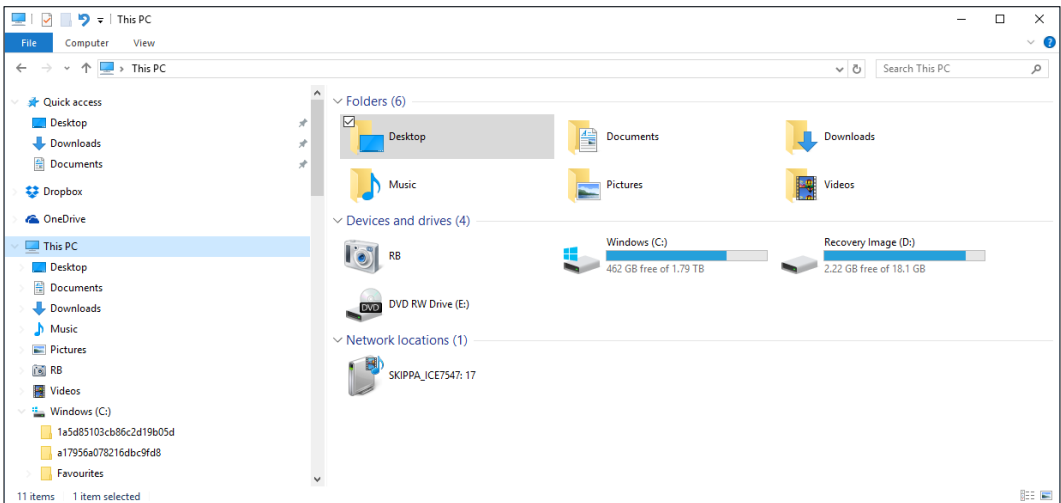 This PC
File Computer View
This PC
Search This PC
Quick access
Desktop
Downloads
Documents
Dropbox
OneDrive
This PC
Desktop
Documents
Downloads
Music
Pictures
RB
Videos
Windows (C:)
1a5d85103cb86c2d19b05d
a17956a078216dbc9fd8
Favourites
Folders (6)
Desktop
Documents
Downloads
Music
Pictures
Videos
Devices and drives (4)
RB
Windows (C:)
462 GB free of 1.79 TB
Recovery Image (D:)
2.22 GB free of 18.1 GB
DVD
DVD RW Drive (E:)
Network locations (1)
SKIPPA_ICE7547: 17
11 items 1 item selected